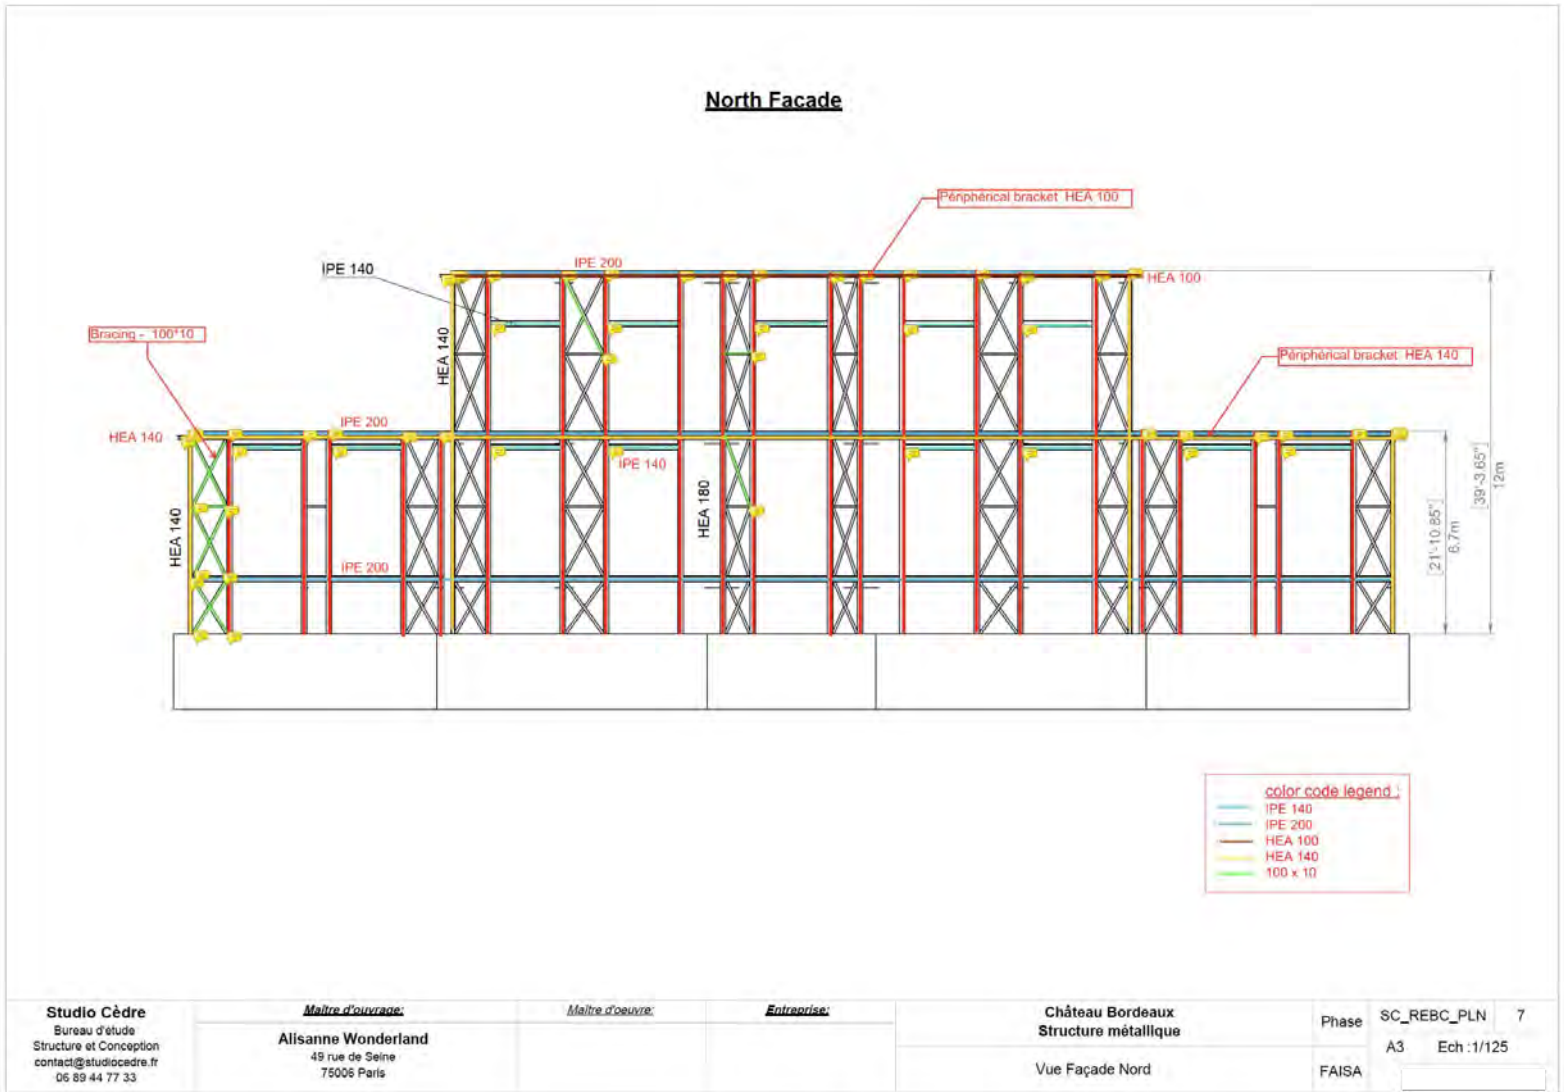 North Facade
Périphérical bracket HEA 100
IPE 140
IPE 200
HEA 100
Bracing - 100*10
HEA 140
Périphérical bracket HEA 140
IPE 200
HEA 140
IPE 140
HEA 140
HEA 180
IPE 200
[21'-10.85"]
6.7m
[39'-3.65"]
12m
color code legend :
IPE 140
IPE 200
HEA 100
HEA 140
100 x 10
Studio Cèdre
Bureau d'étude
Structure et Conception
contact@studiocedre.fr
06 89 44 77 33
Maître d'ouvrage:
Alisanne Wonderland
49 rue de Seine
75006 Paris
Maître d'oeuvre:
Entreprise:
Château Bordeaux
Structure métallique
Vue Façade Nord
Phase
FAISA
SC_REBC_PLN 7
A3 Ech :1/125